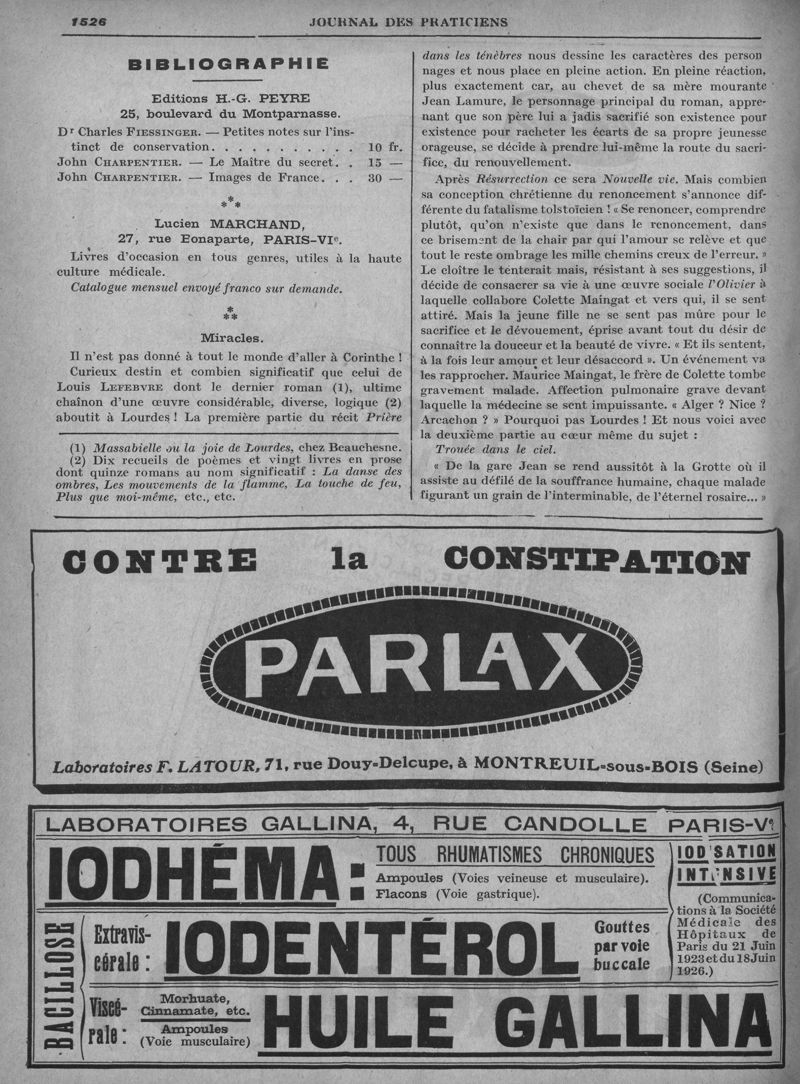 1526
JOURNAL DES PRATICIENS
BIBLIOGRAPHIE
Editions H.-G. PEYRE
25, boulevard du Montparnasse.
Dr Charles FIESSINGER. — Petites notes sur l'ins-
tinct de conservation. . . . . . . . . . 10 fr.
John CHARPENTIER. — Le Maître du secret. . 15 —
John CHARPENTIER. — Images de France. . . 30 —
*
* *
Lucien MARCHAND,
27, rue Bonaparte, PARIS-VIe.
Livres d'occasion en tous genres, utiles à la haute
culture médicale.
Catalogue mensuel envoyé franco sur demande.
*
**
Miracles.
Il n'est pas donné à tout le monde d'aller à Corinthe !
Curieux destin et combien significatif que celui de
Louis LEFEBVRE dont le dernier roman (1), ultime
chaînon d'une œuvre considérable, diverse, logique (2)
aboutit à Lourdes ! La première partie du récit Prière
(1) Massabielle ou la joie de Lourdes, chez Beauchesne.
(2) Dix recueils de poèmes et vingt livres en prose
dont quinze romans au nom significatif : La danse des
ombres, Les mouvements de la flamme, La touche de feu,
Plus que moi-même, etc., etc.
dans les ténèbres nous dessine les caractères des person
nages et nous place en pleine action. En pleine réaction,
plus exactement car, au chevet de sa mère mourante
Jean Lamure, le personnage principal du roman, appre-
nant que son père lui a jadis sacrifié son existence pour
existence pour racheter les écarts de sa propre jeunesse
orageuse, se décide à prendre lui-même la route du sacri-
fice, du renouvellement.
Après Résurrection ce sera Nouvelle vie. Mais combien
sa conception chrétienne du renoncement s'annonce dif-
férente du fatalisme tolstoïcien ! « Se renoncer, comprendre
plutôt, qu'on n'existe que dans le renoncement, dans
ce brisement de la chair par qui l'amour se relève et que
tout le reste ombrage les mille chemins creux de l'erreur. »
Le cloître le tenterait mais, résistant à ses suggestions, il
décide de consacrer sa vie à une œuvre sociale l'Olivier à
laquelle collabore Colette Maingat et vers qui, il se sent
attiré. Mais la jeune fille ne se sent pas mûre pour le
sacrifice et le dévouement, éprise avant tout du désir de
connaître la douceur et la beauté de vivre. « Et ils sentent,
à la fois leur amour et leur désaccord ». Un événement va
les rapprocher. Maurice Maingat, le frère de Colette tombe
gravement malade. Affection pulmonaire grave devant
laquelle la médecine se sent impuissante. « Alger ? Nice ?
Arcachon ? » Pourquoi pas Lourdes ! Et nous voici avec
la deuxième partie au cœur même du sujet :
Trouée dans le ciel.
« De la gare Jean se rend aussitôt à la Grotte où il
assiste au défilé de la souffrance humaine, chaque malade
figurant un grain de l'interminable, de l'éternel rosaire... »
CONTRE la CONSTIPATION
PARLAX
Laboratoires F. LATOUR, 71, rue Douy-Delcupe, à MONTREUIL-sous-BOIS (Seine)
LABORATOIRES GALLINA, 4, RUE CANDOLLE PARIS-Ve
IODHÉMA :
TOUS RHUMATISMES CHRONIQUES
Ampoules (Voies veineuse et musculaire).
Flacons (Voie gastrique).
IOD'SATION
INTENSIVE
(Communica-
tions à la Société
Médicale des
Hôpitaux de
Paris du 21 Juin
1923 et du 18 Juin
1926.)
BACILLOSE
Extravis-
cérale :
IODENTÉROL
Gouttes
par voie
buccale
Viscé-
rale :
Morhuate,
Cinnamate, etc.
Ampoules
(Voie musculaire)
HUILE GALLINA